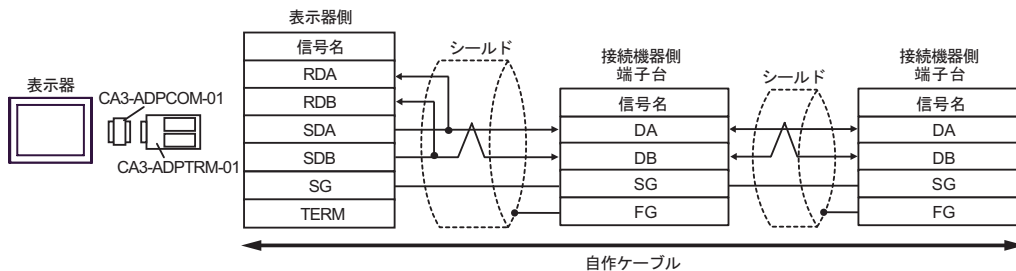 表示器
CA3-ADPCOM-01
CA3-ADPTRM-01
表示器側
信号名
RDA
RDB
SDA
SDB
SG
TERM
シールド
接続機器側
端子台
信号名
DA
DB
SG
FG
シールド
接続機器側
端子台
信号名
DA
DB
SG
FG
自作ケーブル